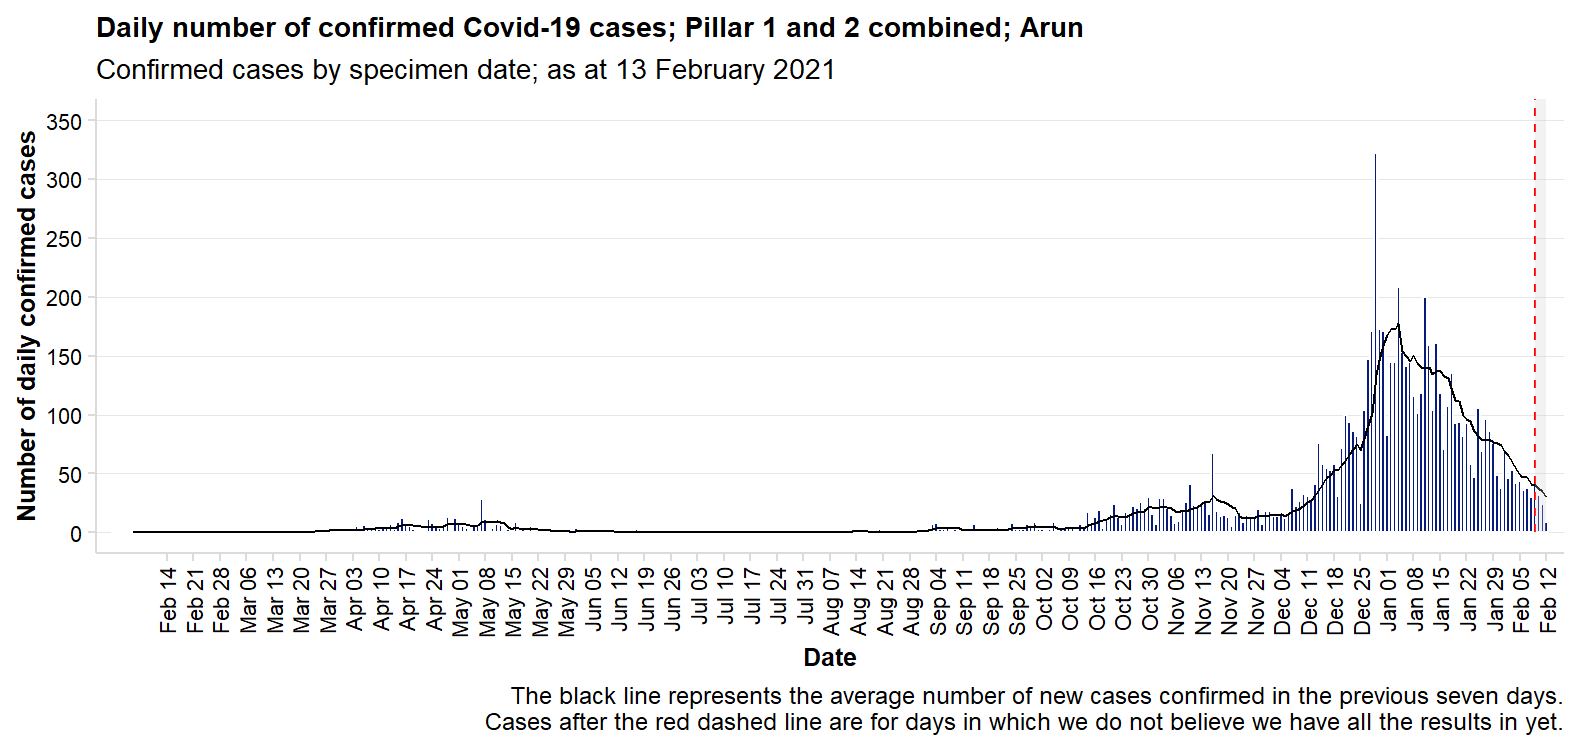 Daily number of confirmed Covid-19 cases; Pillar 1 and 2 combined; Arun
Confirmed cases by specimen date; as at 13 February 2021
Number of daily confirmed cases
350
300
250
200
150
100
50
0
Feb 14
Feb 21
Feb 28
Mar 06
Mar 13
Mar 20
Mar 27
Apr 03
Apr 10
Apr 17
Apr 24
May 01
May 08
May 15
May 22
May 29
Jun 05
Jun 12
Jun 19
Jun 26
Jul 03
Jul 10
Jul 17
Jul 24
Jul 31
Aug 07
Aug 14
Aug 21
Aug 28
Sep 04
Sep 11
Sep 18
Sep 25
Oct 02
Oct 09
Oct 16
Oct 23
Oct 30
Nov 06
Nov 13
Nov 20
Nov 27
Dec 04
Dec 11
Dec 18
Dec 25
Jan 01
Jan 08
Jan 15
Jan 22
Jan 29
Feb 05
Feb 12
Date
The black line represents the average number of new cases confirmed in the previous seven days.
Cases after the red dashed line are for days in which we do not believe we have all the results in yet.